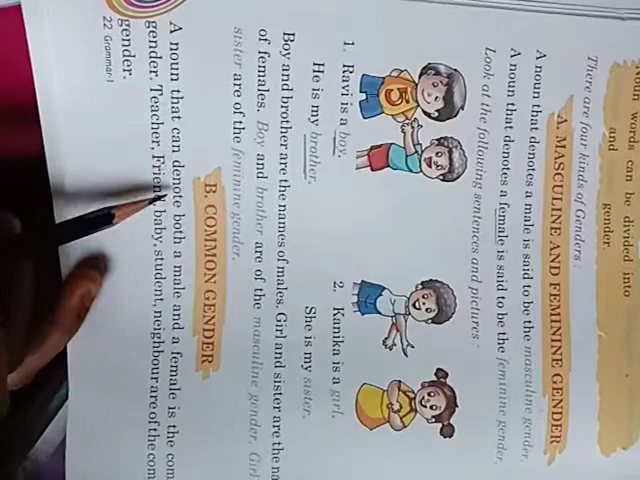 noun words can be divided into
and gender.
There are four kinds of Genders:
A. MASCULINE AND FEMININE GENDER
A noun that denotes a male is said to be the masculine gender.
A noun that denotes a female is said to be the feminine gender.
Look at the following sentences and pictures:
5
1. Ravi is a boy.
He is my brother.
2. Kanika is a girl.
She is my sister.
Boy and brother are the names of males. Girl and sister are the na
of females. Boy and brother are of the masculine gender. Girl
sister are of the feminine gender.
B. COMMON GENDER
A noun that can denote both a male and a female is the com
gender. Teacher, Friend, baby, student, neighbour are of the com
gender.
22 Grammar-1